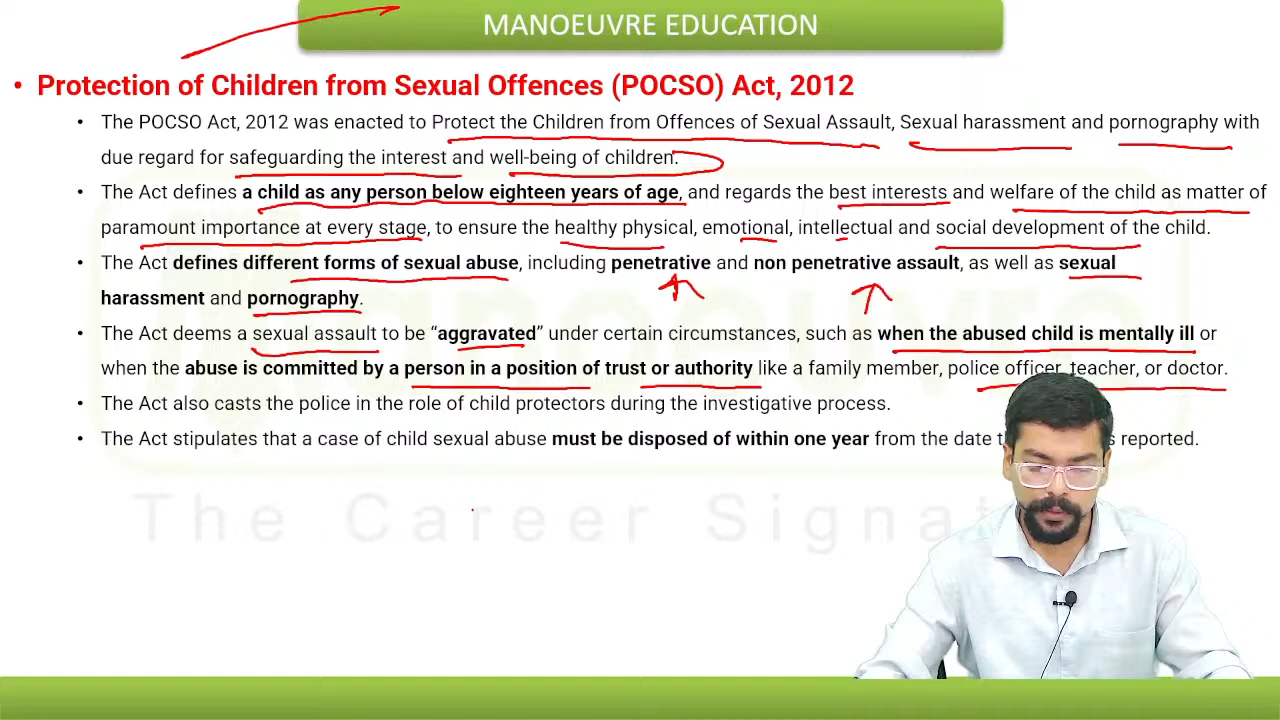 MANOEUVRE EDUCATION
• Protection of Children from Sexual Offences (POCSO) Act, 2012
• The POCSO Act, 2012 was enacted to Protect the Children from Offences of Sexual Assault, Sexual harassment and pornography with
due regard for safeguarding the interest and well-being of children.
• The Act defines a child as any person below eighteen years of age, and regards the best interests and welfare of the child as matter of
paramount importance at every stage, to ensure the healthy physical, emotional, intellectual and social development of the child.
• The Act defines different forms of sexual abuse, including penetrative and non penetrative assault, as well as sexual
harassment and pornography.
• The Act deems a sexual assault to be “aggravated” under certain circumstances, such as when the abused child is mentally ill or
when the abuse is committed by a person in a position of trust or authority like a family member, police officer, teacher, or doctor.
• The Act also casts the police in the role of child protectors during the investigative process.
• The Act stipulates that a case of child sexual abuse must be disposed of within one year from the date reported.
The Career